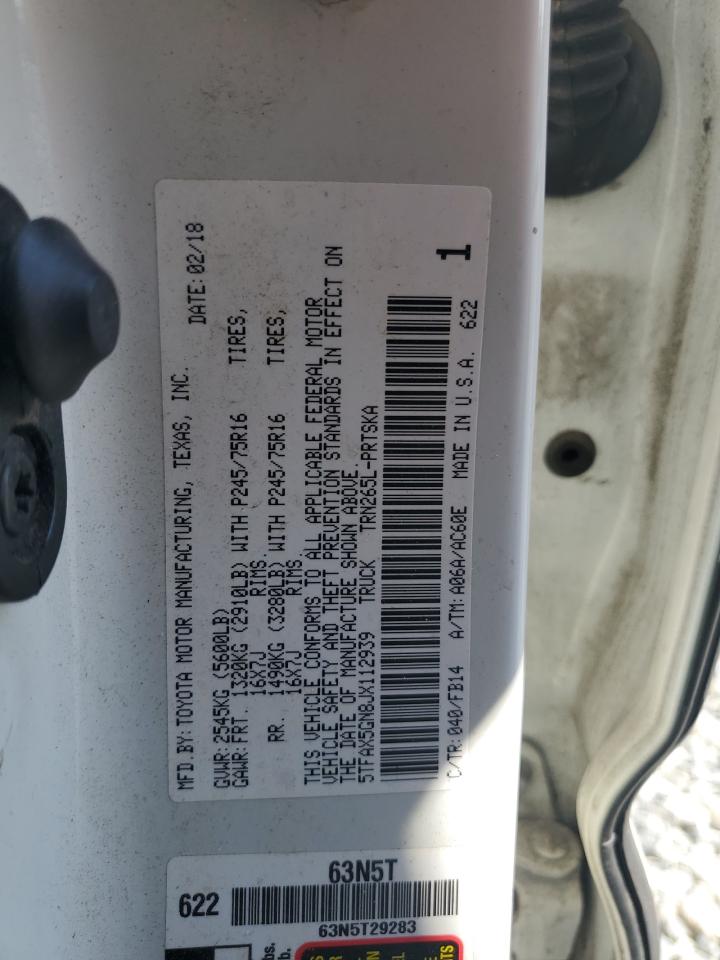 MFD.BY: TOYOTA MOTOR MANUFACTURING, TEXAS, INC. DATE: 02/18
GVWR: 2545KG (5600LB)
GAWR: FRT. 1320KG (2910LB) WITH P245/75R16 TIRES,
16X7J RIMS.
RR. 1490KG (3280LB) WITH P245/75R16 TIRES,
16X7J RIMS.
THIS VEHICLE CONFORMS TO ALL APPLICABLE FEDERAL MOTOR
VEHICLE SAFETY AND THEFT PREVENTION STANDARDS IN EFFECT ON
THE DATE OF MANUFACTURE SHOWN ABOVE.
5TFAX5GN8JX112939 TRUCK TRN265L-PRTSKA
C/TR: 040/FB14 A/TM: A06A/AC60E MADE IN U.S.A. 622
1
63N5T
622
63N5T29283